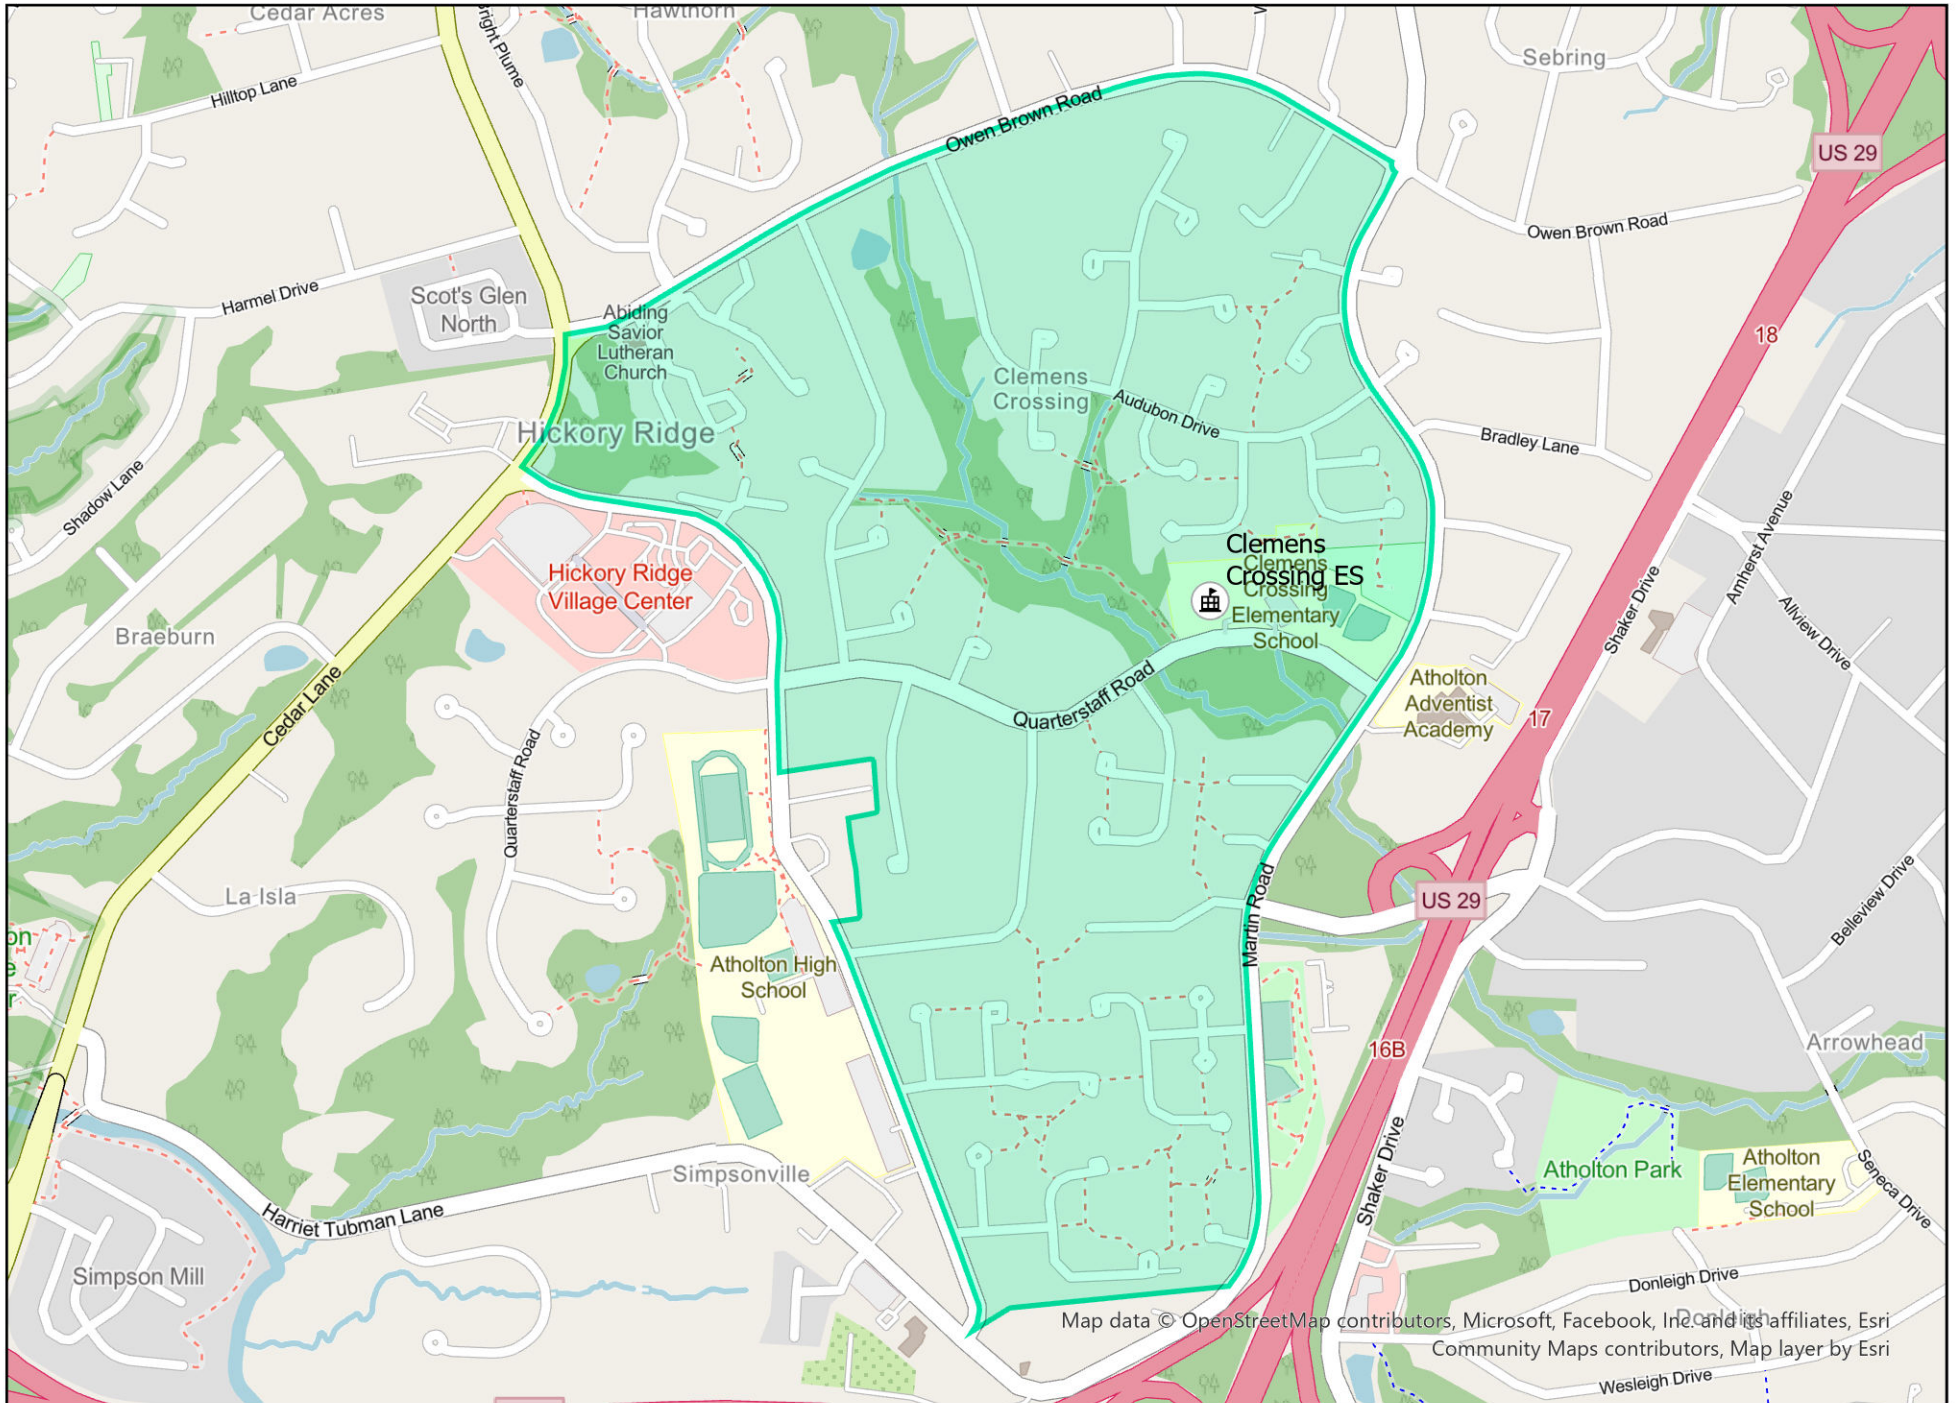 Cedar Acres
Hawthorn
Bright Plume
Sebring
Hilltop Lane
Owen Brown Road
US 29
Owen Brown Road
Harmel Drive
Scot's Glen
North
Abiding
Savior
Lutheran
Church
18
Clemens
Crossing
Audubon Drive
Hickory Ridge
Bradley Lane
Shadow Lane
Amherst Avenue
Clemens
Crossing ES
Clemens
Crossing
Elementary
School
Hickory Ridge
Village Center
Braeburn
Shaker Drive
Allview Drive
Cedar Lane
Quarterstaff Road
Atholton
Adventist
Academy
17
Quarterstaff Road
La Isla
US 29
Martin Road
Belleview Drive
on
e
r
Atholton High
School
16B
Arrowhead
Simpsonville
Shaker Drive
Atholton Park
Atholton
Elementary
School
Seneca Drive
Harriet Tubman Lane
Simpson Mill
Donleigh Drive
Donleigh
Map data © OpenStreetMap contributors, Microsoft, Facebook, Inc. and its affiliates, Esri
Community Maps contributors, Map layer by Esri
Wesleigh Drive